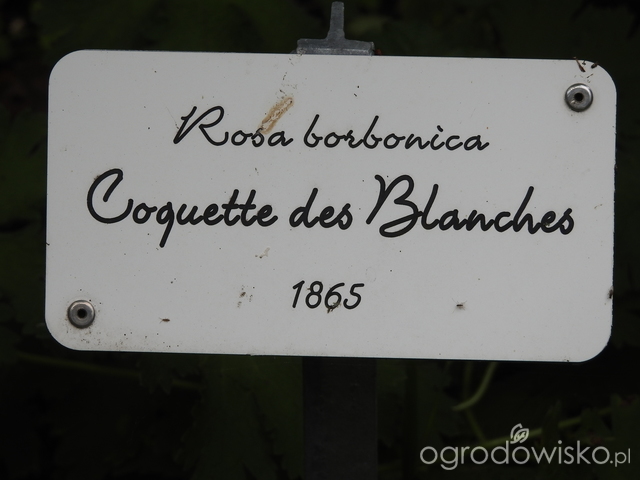 Rosa borbonica
Coquette des Blanches
1865
ogrodowisko.pl